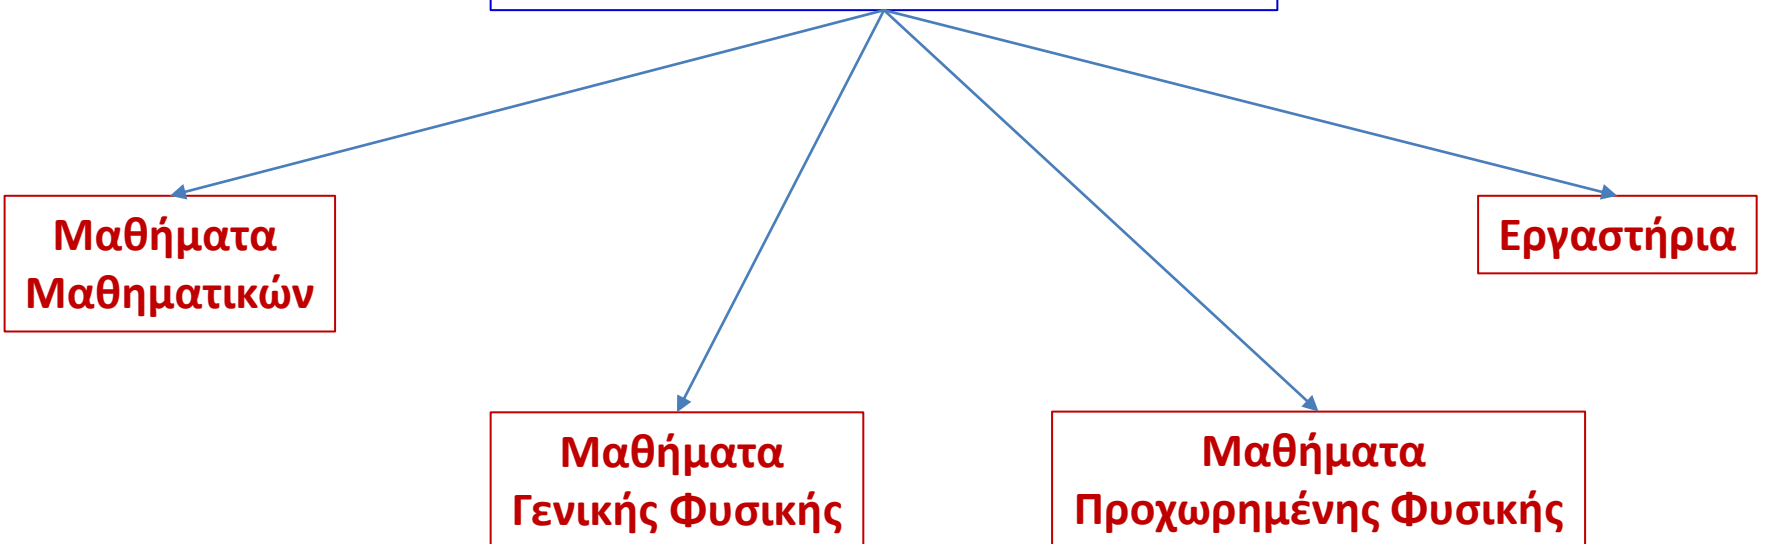 Μαθήματα
Μαθηματικών
Εργαστήρια
Μαθήματα
Γενικής Φυσικής
Μαθήματα
Προχωρημένης Φυσικής